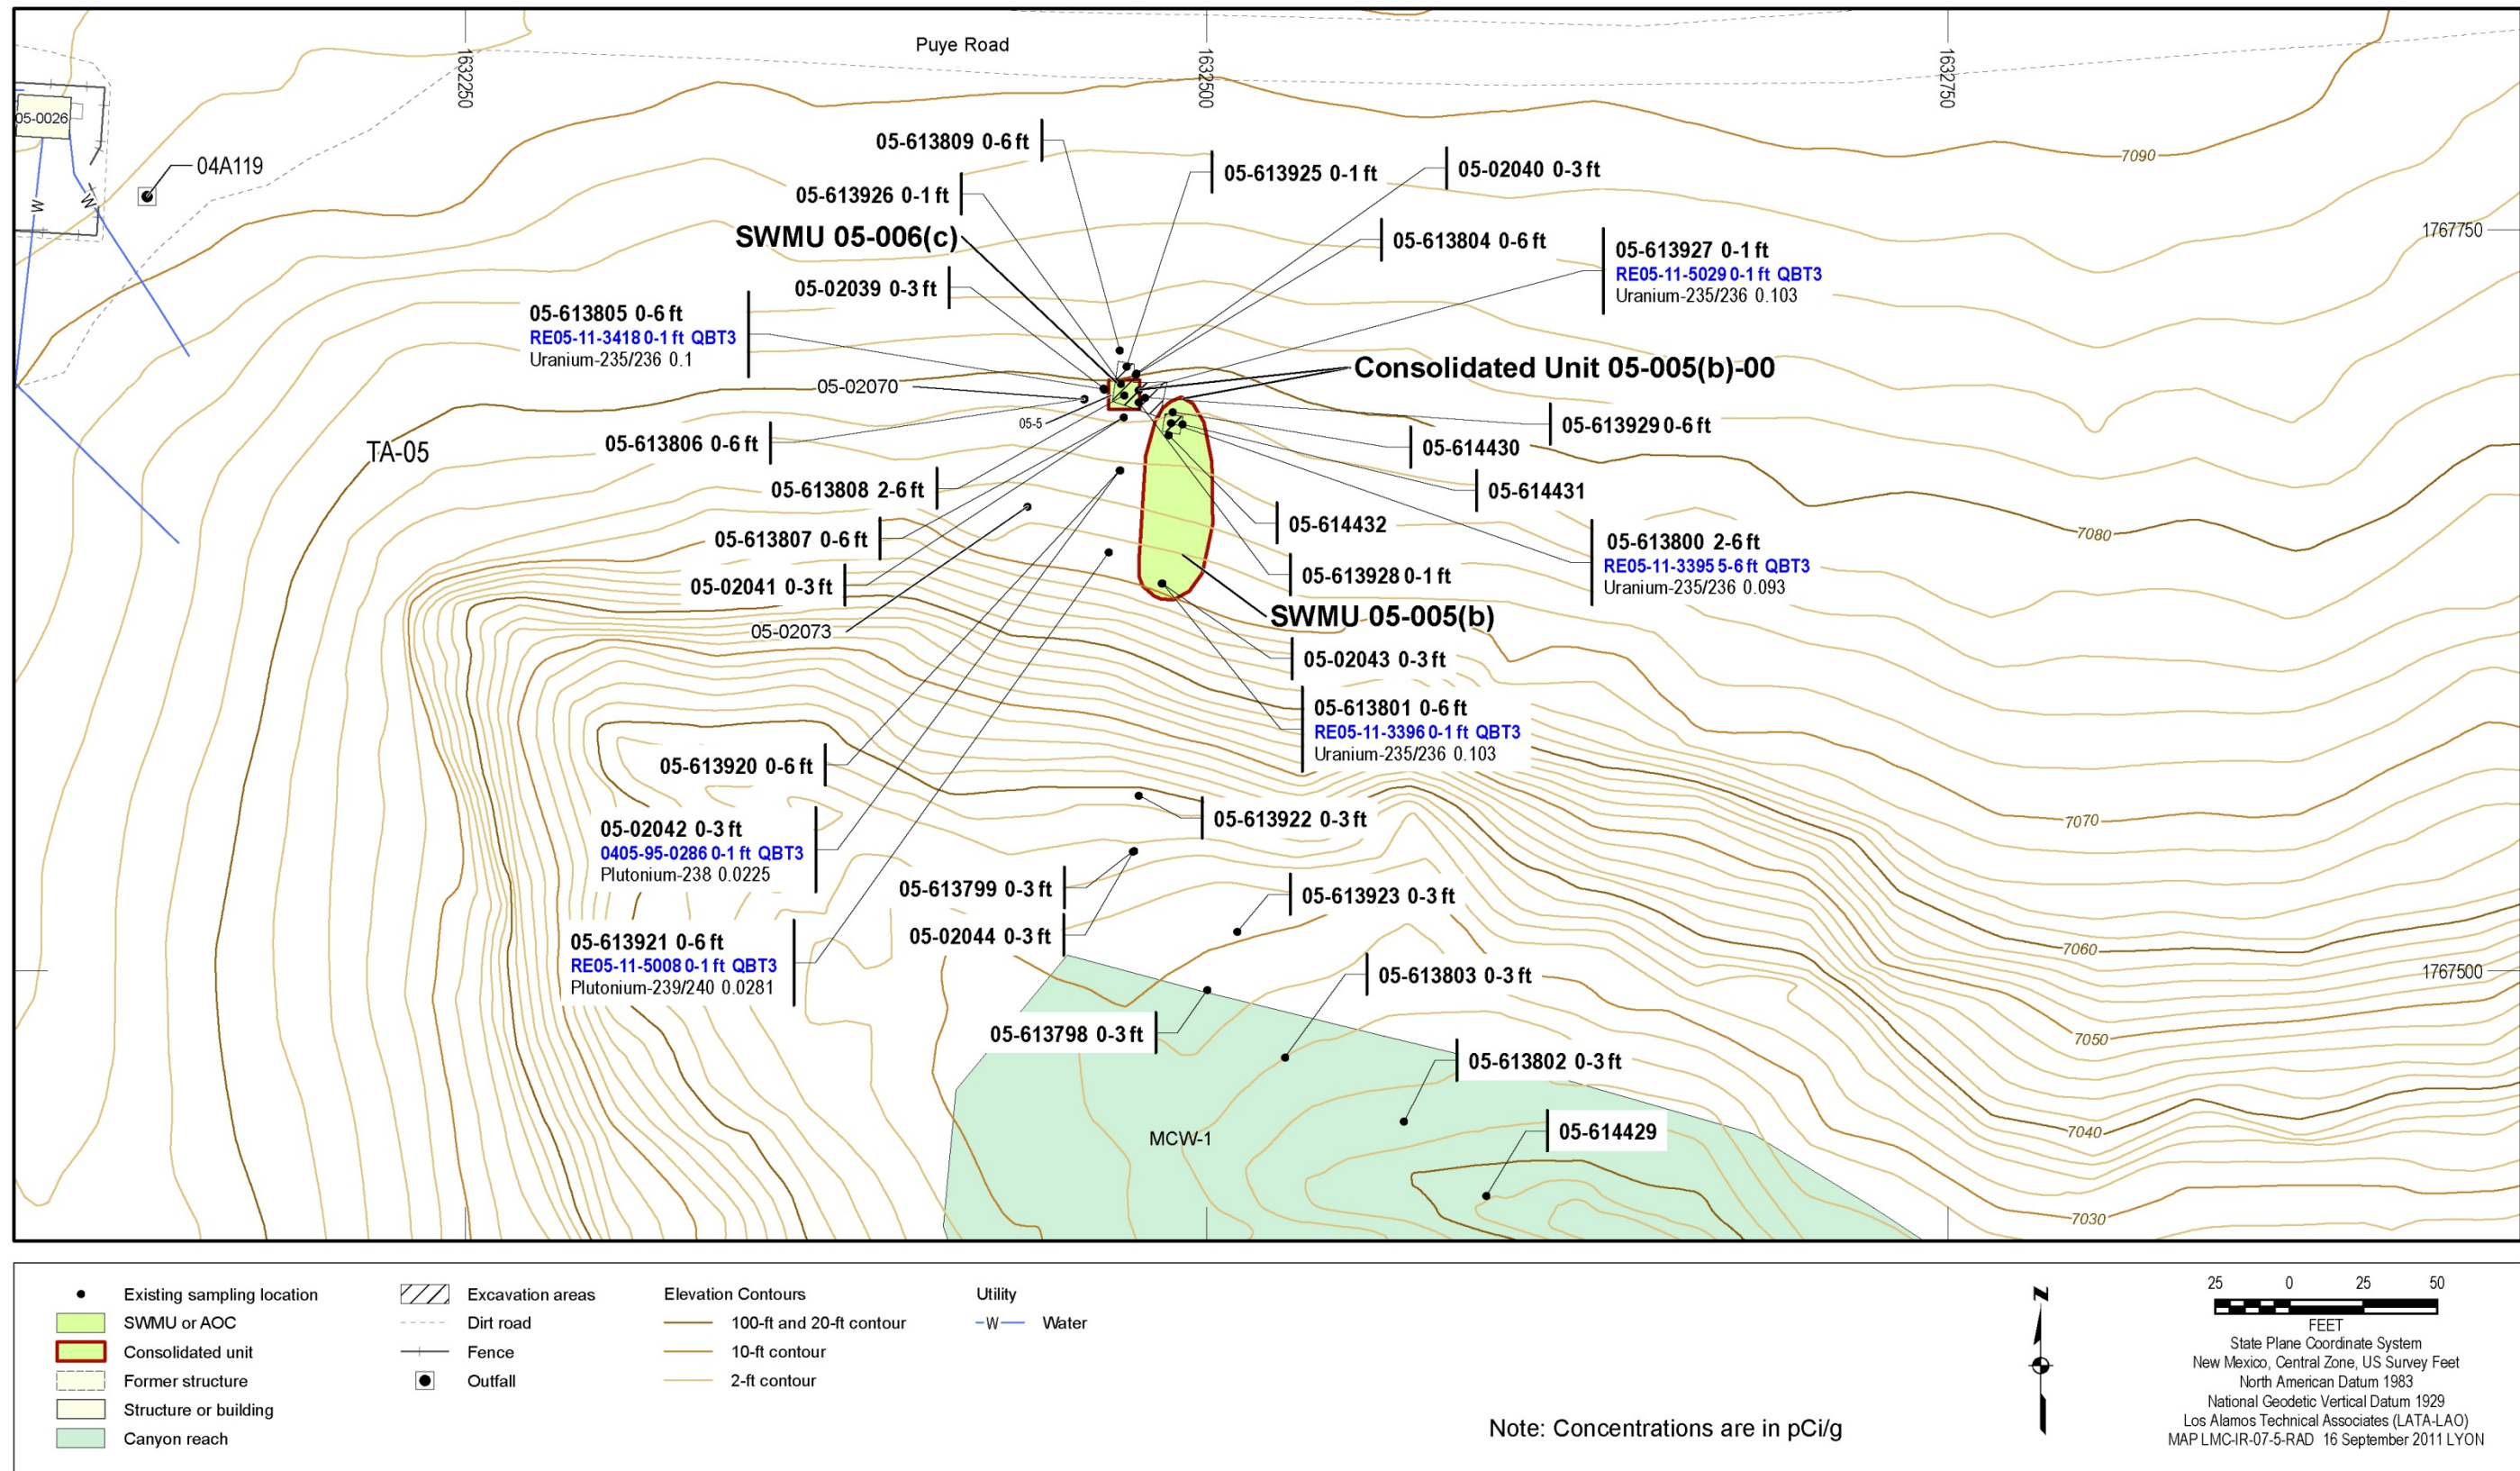 Puye Road
1632250
1632500
1632750
05-0026
04A119
W
W
05-613809 0-6 ft
05-613925 0-1 ft
05-02040 0-3 ft
7090
05-613926 0-1 ft
SWMU 05-006(c)
05-613804 0-6 ft
05-613927 0-1 ft
RE05-11-5029 0-1 ft QBT3
Uranium-235/236 0.103
1767750
05-02039 0-3 ft
05-613805 0-6 ft
RE05-11-3418 0-1 ft QBT3
Uranium-235/236 0.1
Consolidated Unit 05-005(b)-00
05-02070
05-5
05-613929 0-6 ft
05-613806 0-6 ft
05-614430
TA-05
05-613808 2-6 ft
05-614431
05-614432
7080
05-613807 0-6 ft
05-613800 2-6 ft
RE05-11-3395 5-6 ft QBT3
Uranium-235/236 0.093
05-613928 0-1 ft
05-02041 0-3 ft
SWMU 05-005(b)
05-02073
05-02043 0-3 ft
05-613801 0-6 ft
RE05-11-3396 0-1 ft QBT3
Uranium-235/236 0.103
05-613920 0-6 ft
05-613922 0-3 ft
7070
05-02042 0-3 ft
0405-95-0286 0-1 ft QBT3
Plutonium-238 0.0225
05-613799 0-3 ft
05-613923 0-3 ft
05-02044 0-3 ft
05-613921 0-6 ft
RE05-11-5008 0-1 ft QBT3
Plutonium-239/240 0.0281
7060
05-613803 0-3 ft
1767500
05-613798 0-3 ft
7050
05-613802 0-3 ft
05-614429
MCW-1
7040
7030
Existing sampling location
SWMU or AOC
Consolidated unit
Former structure
Structure or building
Canyon reach
Excavation areas
Dirt road
Fence
Outfall
Elevation Contours
100-ft and 20-ft contour
10-ft contour
2-ft contour
Utility
W
Water
Note: Concentrations are in pCi/g
N
25 0 25 50
FEET
State Plane Coordinate System
New Mexico, Central Zone, US Survey Feet
North American Datum 1983
National Geodetic Vertical Datum 1929
Los Alamos Technical Associates (LATA-LAO)
MAP LMC-IR-07-5-RAD 16 September 2011 LYON